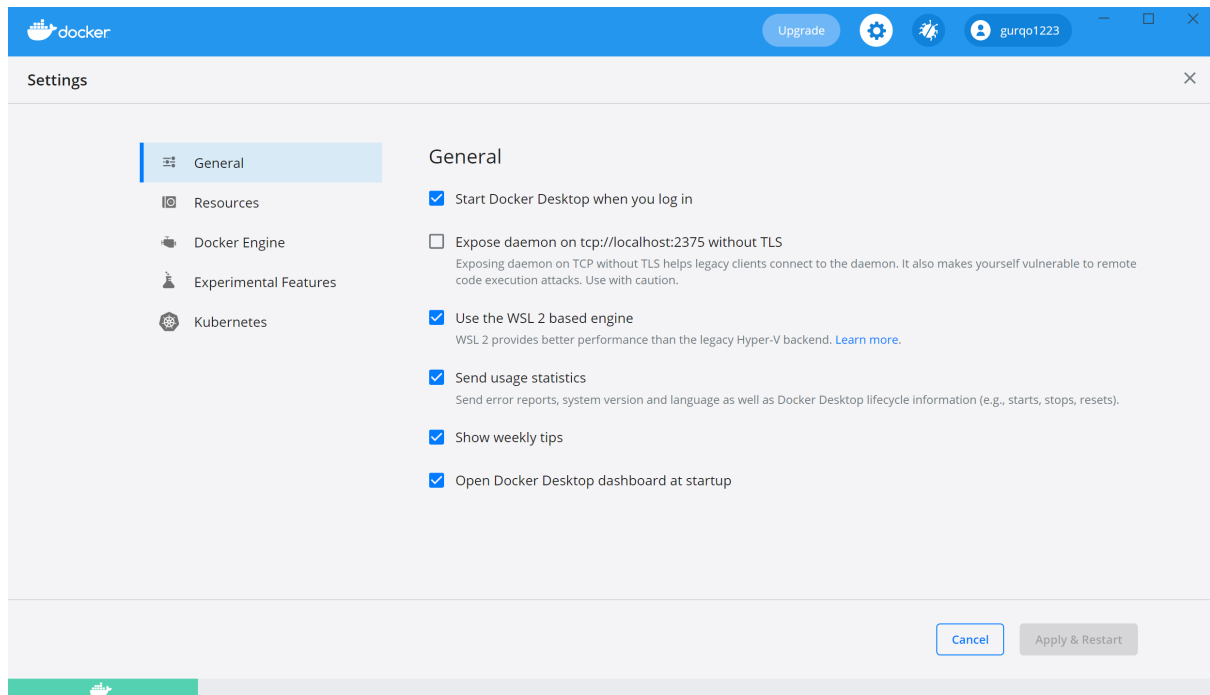 docker
Upgrade
gurqo1223
Settings
General
Resources
Docker Engine
Experimental Features
Kubernetes
General
Start Docker Desktop when you log in
Expose daemon on tcp://localhost:2375 without TLS
Exposing daemon on TCP without TLS helps legacy clients connect to the daemon. It also makes yourself vulnerable to remote
code execution attacks. Use with caution.
Use the WSL 2 based engine
WSL 2 provides better performance than the legacy Hyper-V backend. Learn more.
Send usage statistics
Send error reports, system version and language as well as Docker Desktop lifecycle information (e.g., starts, stops, resets).
Show weekly tips
Open Docker Desktop dashboard at startup
Cancel
Apply & Restart